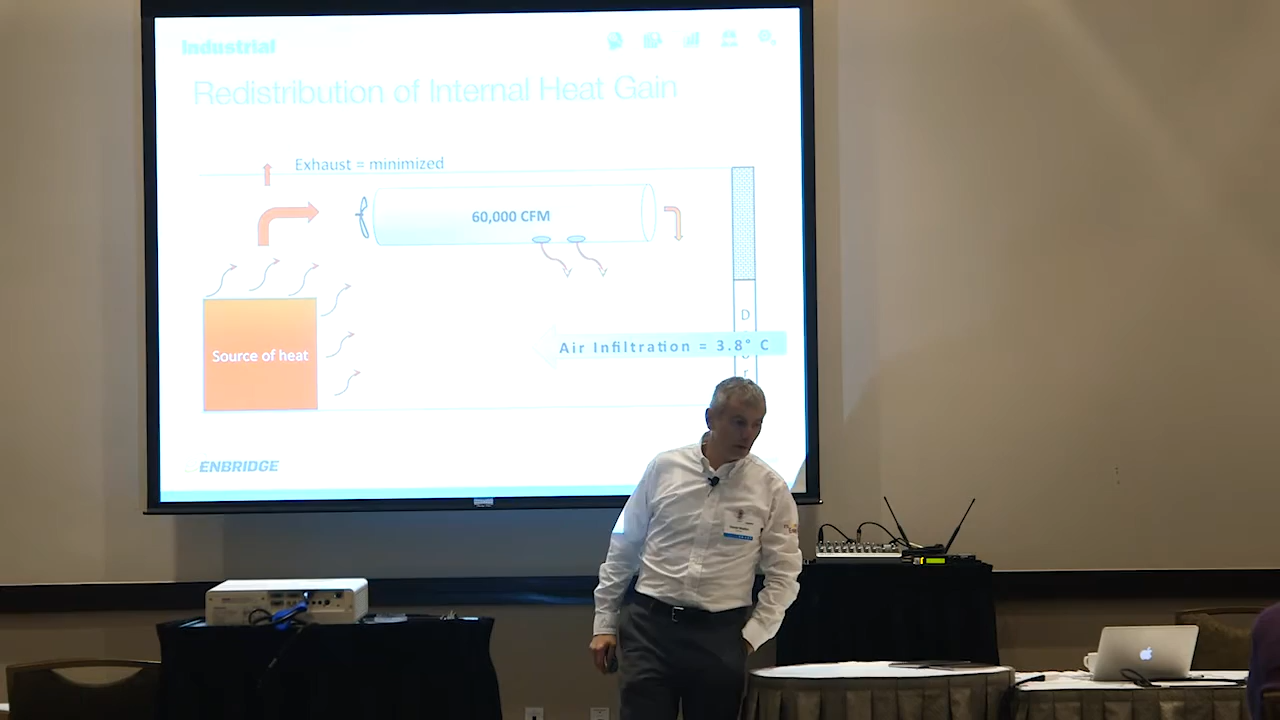 Industrial
Redistribution of Internal Heat Gain
Exhaust = minimized
60,000 CFM
Source of heat
D
Air Infiltration = 3.8° C
r
ENBRIDGE